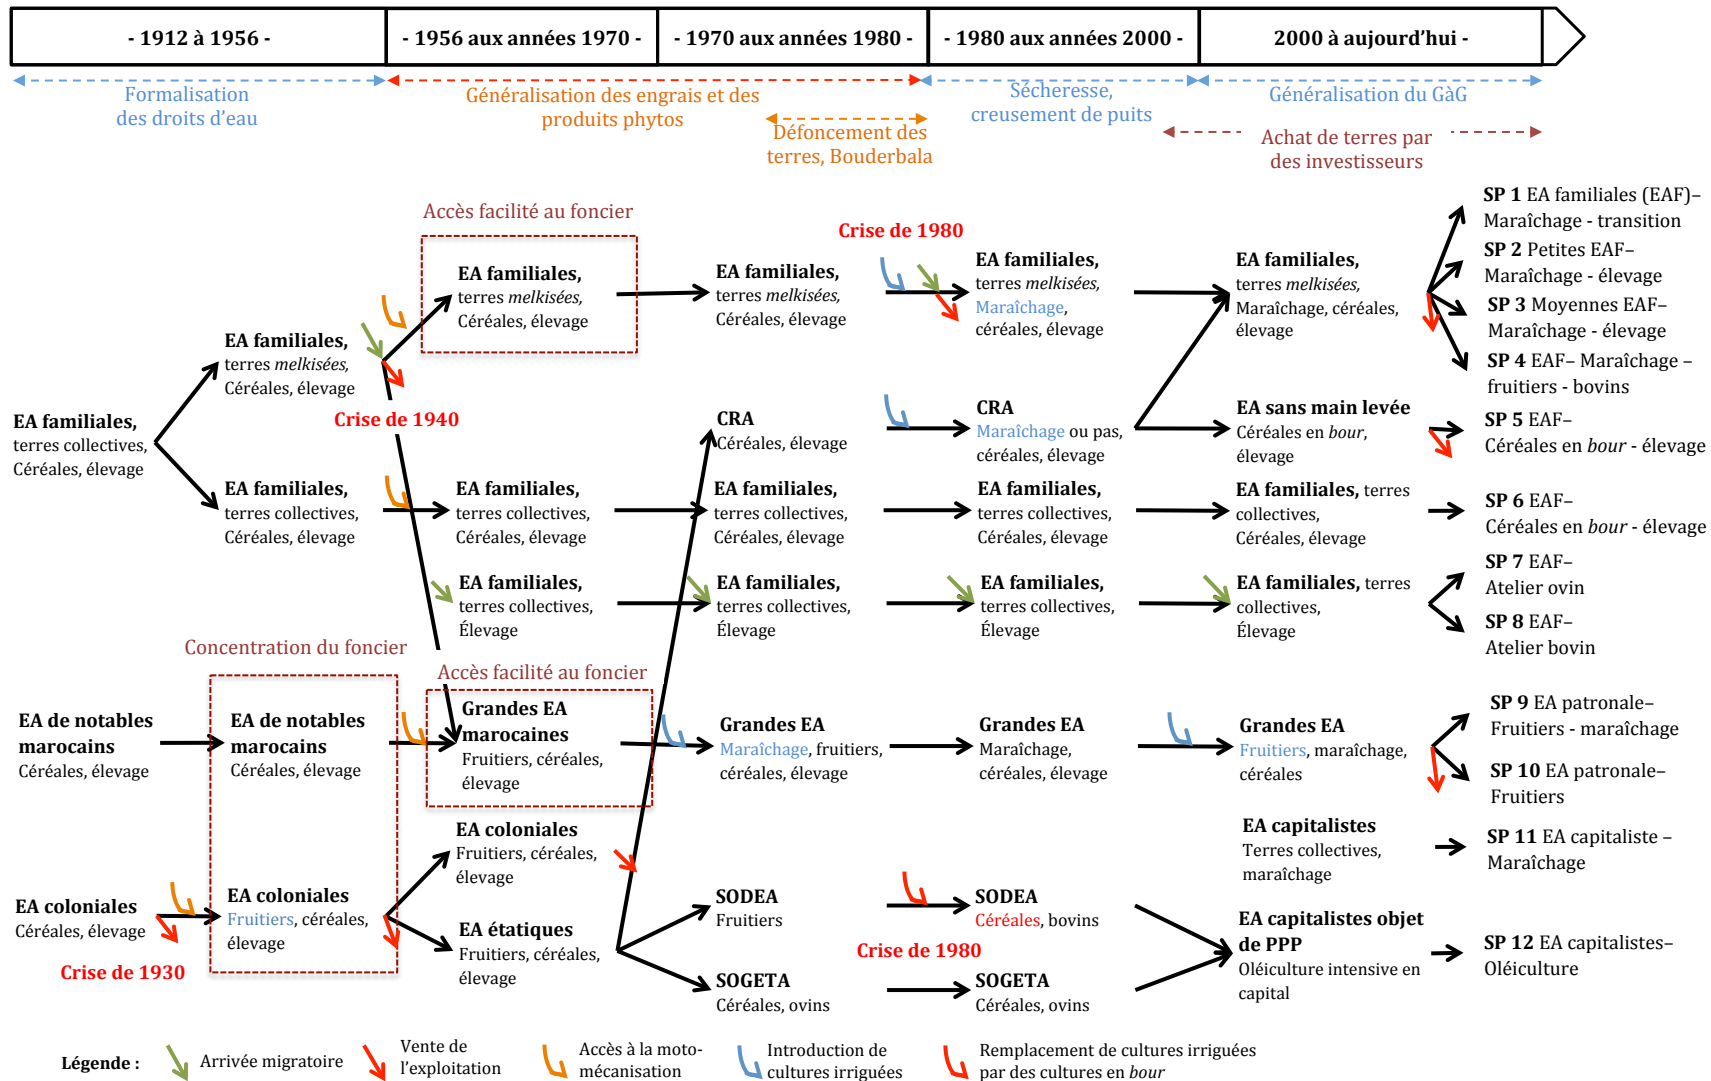 - 1912 à 1956 -
- 1956 aux années 1970 -
- 1970 aux années 1980 -
- 1980 aux années 2000 -
2000 à aujourd'hui -
Formalisation
des droits d'eau
Généralisation des engrais et des
produits phytos
Défoncement des
terres, Bouderbala
Sécheresse,
creusement de puits
Généralisation du GàG
Achat de terres par
des investisseurs
EA familiales,
terres collectives,
Céréales, élevage
EA de notables
marocains
Céréales, élevage
EA coloniales
Céréales, élevage
Crise de 1930
EA familiales,
terres melkisées,
Céréales, élevage
Crise de 1940
EA familiales,
terres collectives,
Céréales, élevage
Concentration du foncier
EA de notables
marocains
Céréales, élevage
EA coloniales
Fruitiers, céréales,
élevage
Accès facilité au foncier
EA familiales,
terres melkisées,
Céréales, élevage
EA familiales,
terres collectives,
Céréales, élevage
EA familiales,
terres collectives,
Élevage
Accès facilité au foncier
Grandes EA
marocaines
Fruitiers, céréales,
élevage
EA coloniales
Fruitiers, céréales,
élevage
EA étatiques
Fruitiers, céréales,
élevage
EA familiales,
terres melkisées,
Céréales, élevage
CRA
Céréales, élevage
EA familiales,
terres collectives,
Céréales, élevage
EA familiales,
terres collectives,
Élevage
Grandes EA
Maraîchage, fruitiers,
céréales, élevage
SODEA
Fruitiers
SOGETA
Céréales, ovins
Crise de 1980
EA familiales,
terres melkisées,
Maraîchage,
céréales, élevage
CRA
Maraîchage ou pas,
céréales, élevage
EA familiales,
terres collectives,
Céréales, élevage
EA familiales,
terres collectives,
Élevage
Grandes EA
Maraîchage,
céréales, élevage
SODEA
Céréales, bovins
Crise de 1980
SOGETA
Céréales, ovins
EA familiales,
terres melkisées,
Maraîchage, céréales,
élevage
EA sans main levée
Céréales en bour,
élevage
EA familiales, terres
collectives,
Céréales, élevage
EA familiales, terres
collectives,
Élevage
Grandes EA
Fruitiers, maraîchage,
céréales
EA capitalistes
Terres collectives,
maraîchage
EA capitalistes objet
de PPP
Oléiculture intensive en
capital
SP 1 EA familiales (EAF)–
Maraîchage - transition
SP 2 Petites EAF–
Maraîchage - élevage
SP 3 Moyennes EAF–
Maraîchage - élevage
SP 4 EAF– Maraîchage –
fruitiers - bovins
SP 5 EAF–
Céréales en bour - élevage
SP 6 EAF–
Céréales en bour - élevage
SP 7 EAF–
Atelier ovin
SP 8 EAF–
Atelier bovin
SP 9 EA patronale–
Fruitiers - maraîchage
SP 10 EA patronale–
Fruitiers
SP 11 EA capitaliste –
Maraîchage
SP 12 EA capitalistes–
Oléiculture
Légende :
Arrivée migratoire
Vente de
l'exploitation
Accès à la moto-
mécanisation
Introduction de
cultures irriguées
Remplacement de cultures irriguées
par des cultures en bour